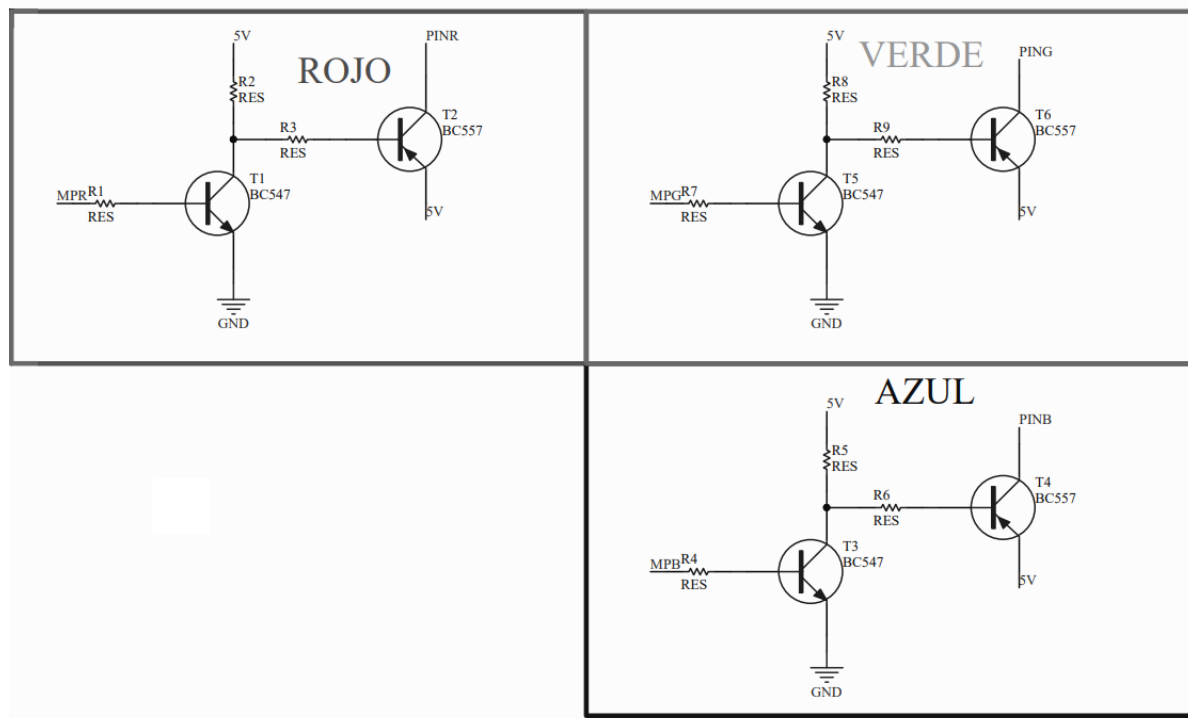 5V
PINR
ROJO
R2
RES
T2
BC557
R3
RES
T1
BC547
MPR
R1
RES
5V
GND
5V
PING
VERDE
R8
RES
T6
BC557
R9
RES
T5
BC547
MPG
R7
RES
5V
GND
AZUL
5V
PINB
R5
RES
T4
BC557
R6
RES
T3
BC547
MPB
R4
RES
5V
GND